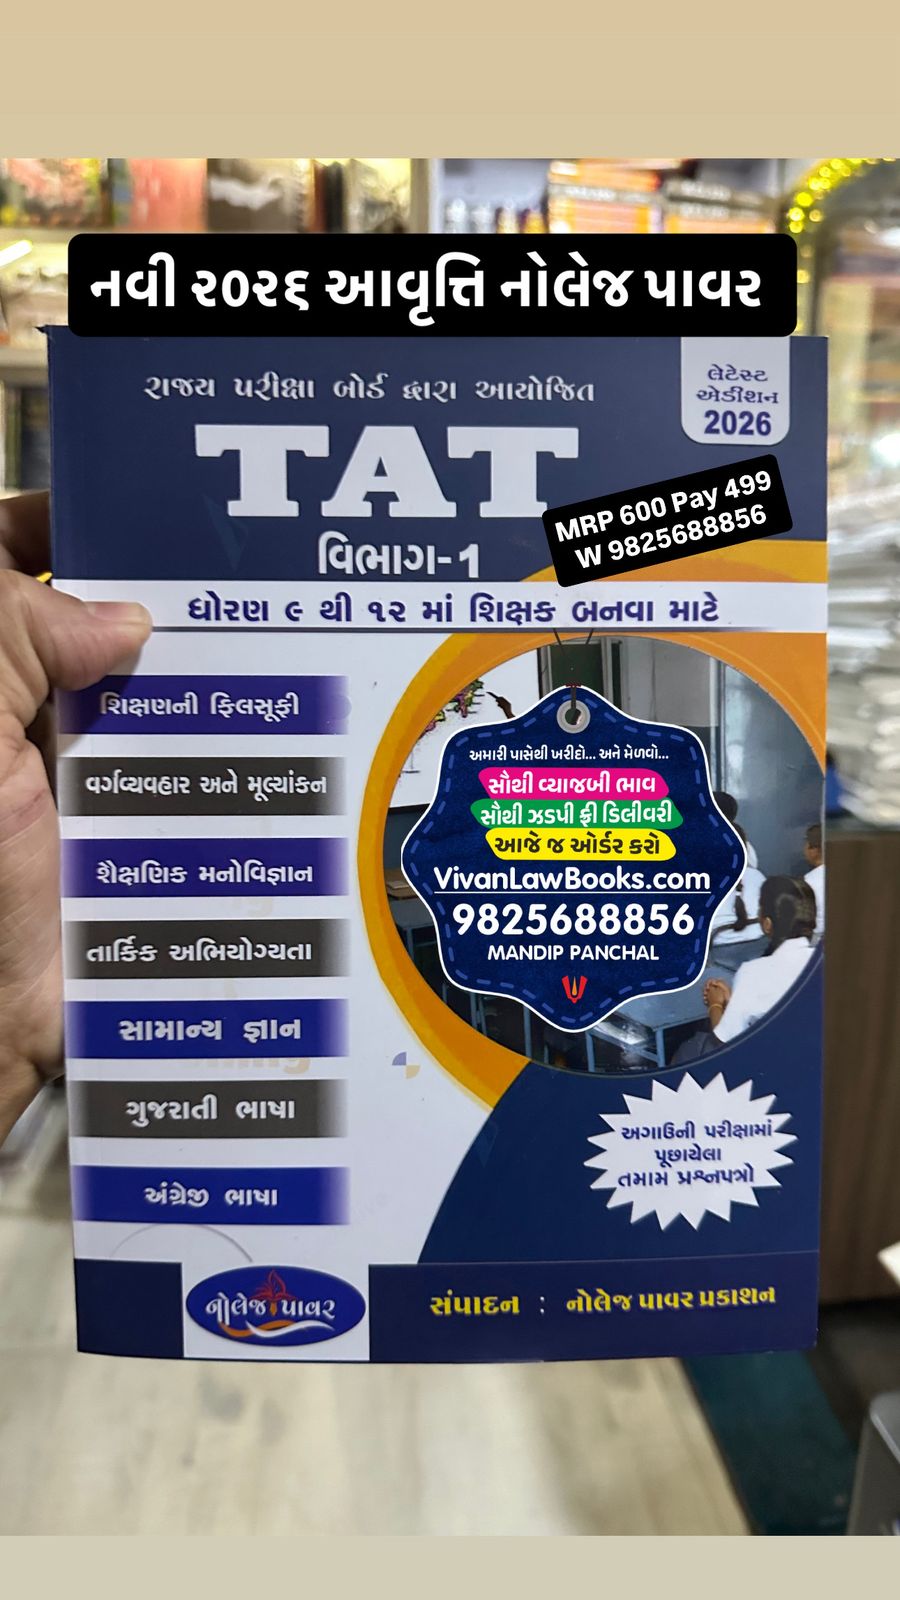 નવી ૨૦૨૬ આવૃત્તિ નોલેજ પાવર
રાજય પરીક્ષા બોર્ડ દ્વારા આયોજિત
લેટેસ્ટ
એડીશન
2026
TAT
MRP 600 Pay 499
W 9825688856
વિભાગ-1
ધોરણ ૯ થી ૧૨ માં શિક્ષક બનવા માટે
શિક્ષણની ફિલસૂફી
વર્ગવ્યવહાર અને મૂલ્યાંકન
શૈક્ષણિક મનોવિજ્ઞાન
તાર્કિક અભિયોગ્યતા
સામાન્ય જ્ઞાન
ગુજરાતી ભાષા
અંગ્રેજી ભાષા
અમારી પાસેથી ખરીદો... અને મેળવો...
સૌથી વ્યાજબી ભાવ
સૌથી ઝડપી ફ્રી ડિલીવરી
આજે જ ઓર્ડર કરો
VivanLawBooks.com
9825688856
MANDIP PANCHAL
અગાઉની પરીક્ષામાં
પૂછાયેલા
તમામ પ્રશ્નપત્રો
નોલેજ પાવર
સંપાદન : નોલેજ પાવર પ્રકાશન